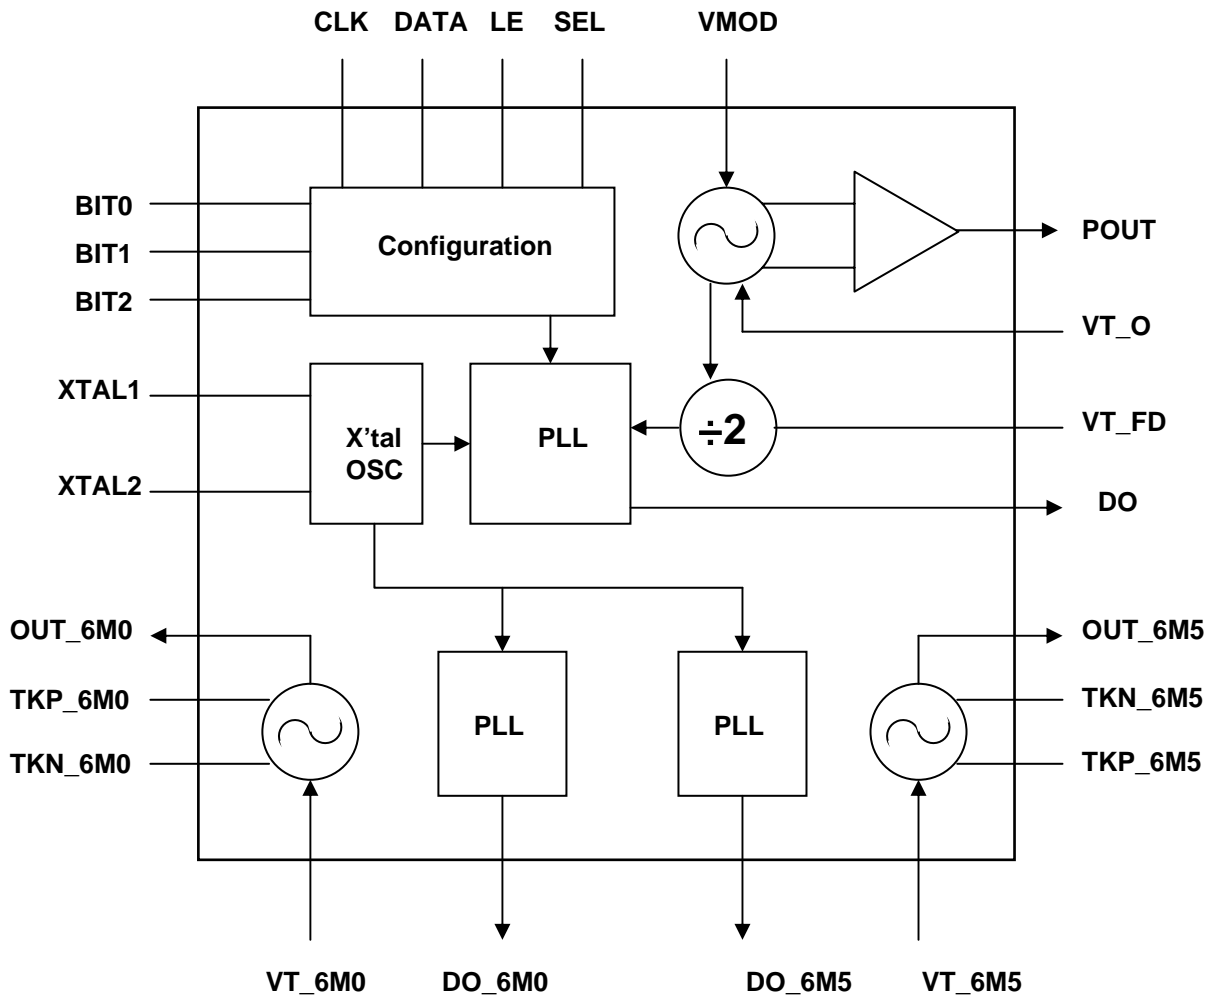 CLK DATA LE SEL VMOD
BIT0
BIT1
BIT2
Configuration
POUT
VT_O
XTAL1
XTAL2
X'tal
OSC
PLL
÷2
VT_FD
DO
OUT_6M0
TKP_6M0
TKN_6M0
PLL
PLL
OUT_6M5
TKN_6M5
TKP_6M5
VT_6M0 DO_6M0 DO_6M5 VT_6M5